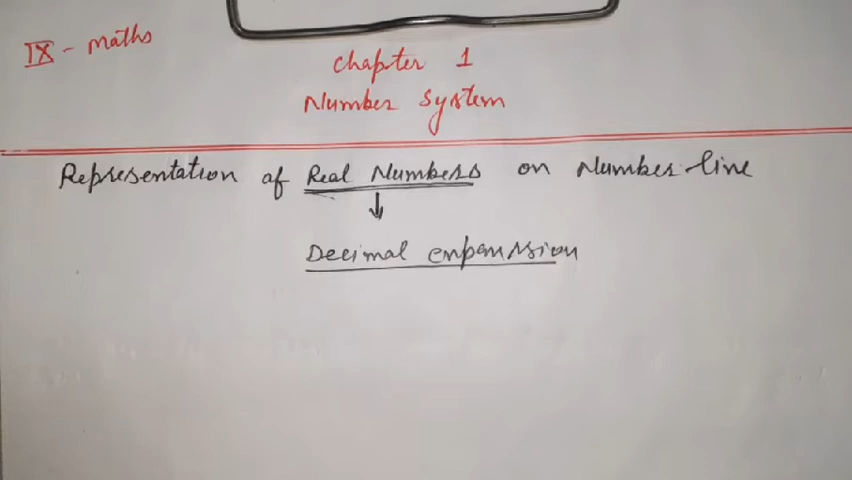 IX - maths
Chapter 1
Number System
Representation of Real Numbers on Number line
Decimal expansion